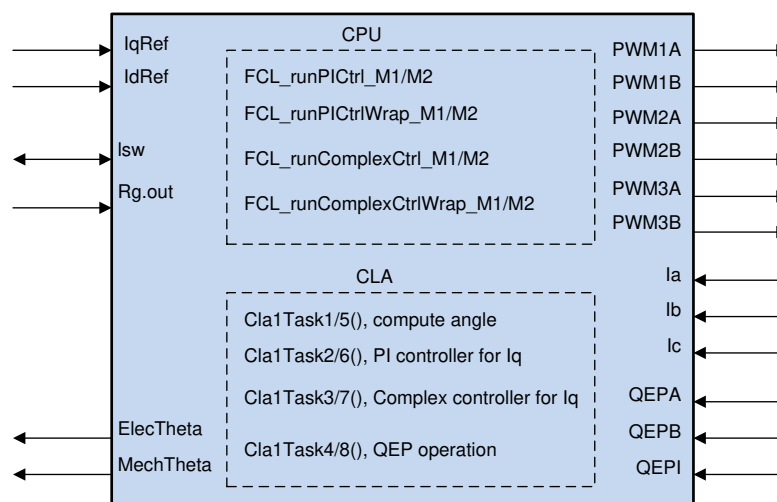 IqRef
IdRef
lsw
Rg.out
ElecTheta
MechTheta
CPU
FCL_runPICtrl_M1/M2
FCL_runPICtrlWrap_M1/M2
FCL_runComplexCtrl_M1/M2
FCL_runComplexCtrlWrap_M1/M2
CLA
Cla1Task1/5(), compute angle
Cla1Task2/6(), PI controller for Iq
Cla1Task3/7(), Complex controller for Iq
Cla1Task4/8(), QEP operation
PWM1A
PWM1B
PWM2A
PWM2B
PWM3A
PWM3B
Ia
Ib
Ic
QEPA
QEPB
QEPI